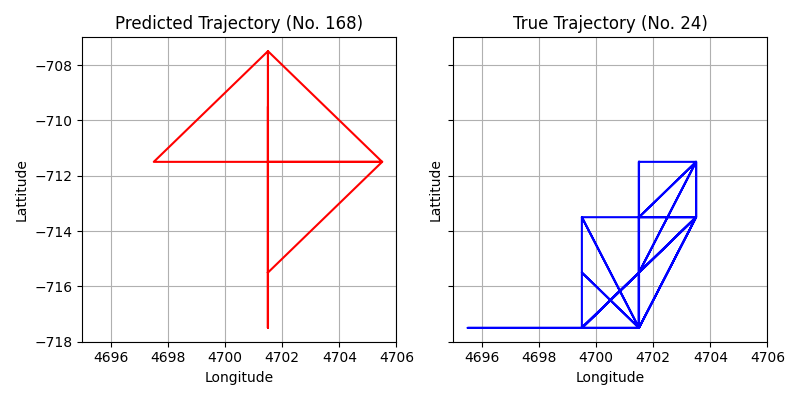 Predicted Trajectory (No. 168)
True Trajectory (No. 24)
Lattitude
−708
−710
−712
−714
−716
−718
4696 4698 4700 4702 4704 4706
Longitude
Lattitude
4696 4698 4700 4702 4704 4706
Longitude